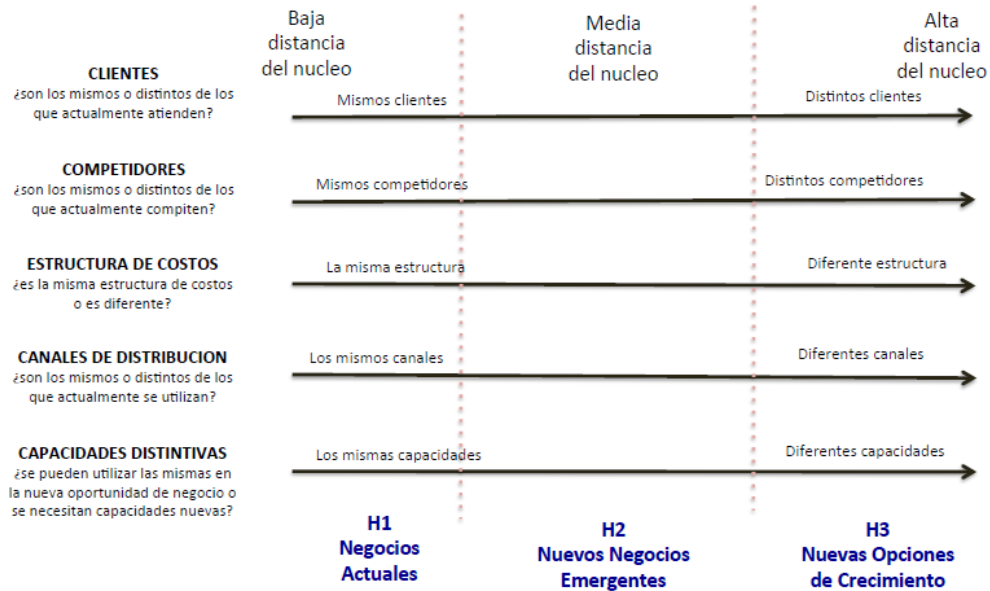 Baja
distancia
del nucleo
Media
distancia
del nucleo
Alta
distancia
del nucleo
CLIENTES
¿son los mismos o distintos de los
que actualmente atienden?
Mismos clientes
Distintos clientes
COMPETIDORES
¿son los mismos o distintos de los
que actualmente compiten?
Mismos competidores
Distintos competidores
ESTRUCTURA DE COSTOS
¿es la misma estructura de costos
o es diferente?
La misma estructura
Diferente estructura
CANALES DE DISTRIBUCION
¿son los mismos o distintos de los
que actualmente se utilizan?
Los mismos canales
Diferentes canales
CAPACIDADES DISTINTIVAS
¿se pueden utilizar las mismas en
la nueva oportunidad de negocio o
se necesitan capacidades nuevas?
Los mismas capacidades
Diferentes capacidades
H1
Negocios
Actuales
H2
Nuevos Negocios
Emergentes
H3
Nuevas Opciones
de Crecimiento